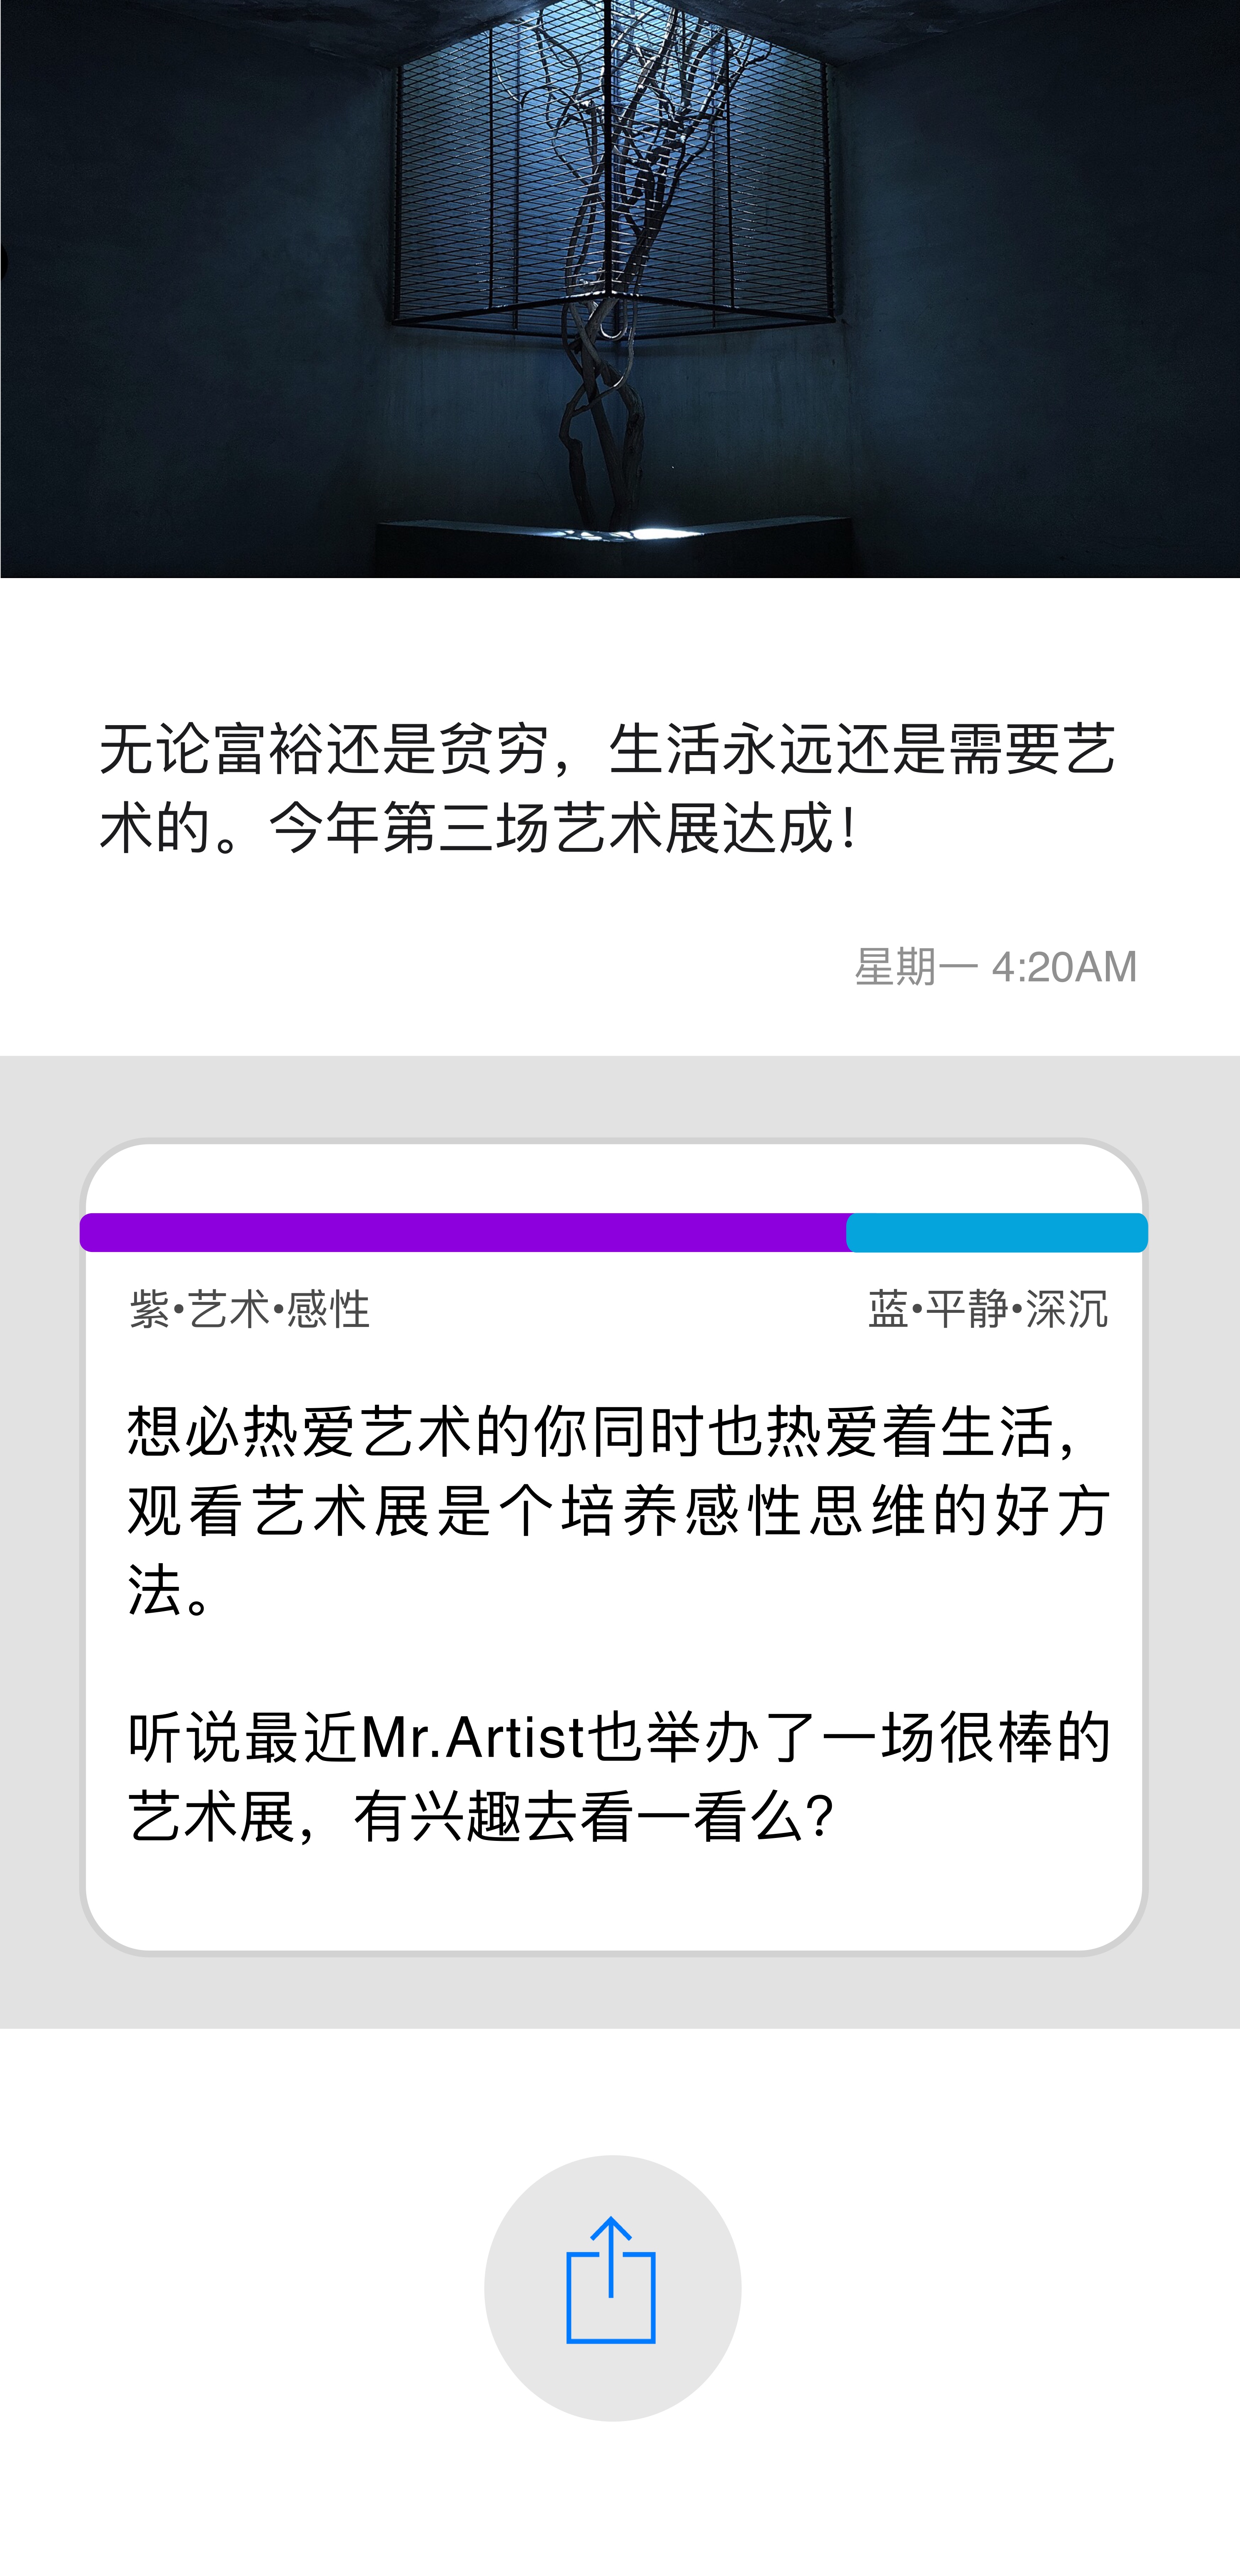 无论富裕还是贫穷，生活永远还是需要艺
术的。今年第三场艺术展达成！
星期一 4:20AM
紫•艺术•感性
蓝•平静•深沉
想必热爱艺术的你同时也热爱着生活，
观看艺术展是个培养感性思维的好方
法。
听说最近Mr.Artist也举办了一场很棒的
艺术展，有兴趣去看一看么？